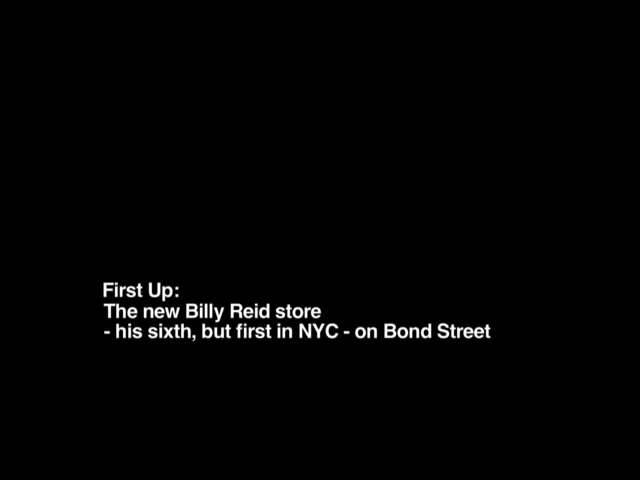 First Up:
The new Billy Reid store
- his sixth, but first in NYC - on Bond Street